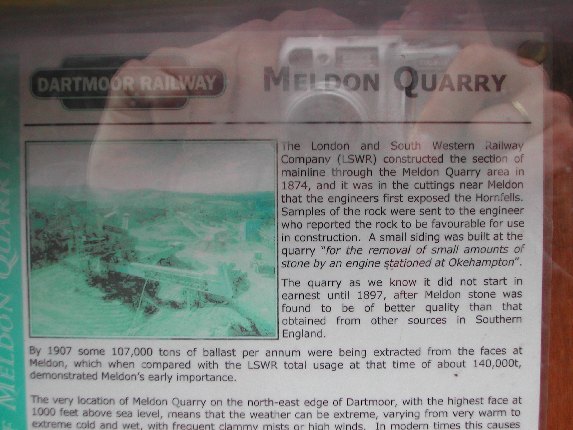 DARTMOOR RAILWAY
MELDON QUARRY
The London and South Western Railway
Company (LSWR) constructed the section of
mainline through the Meldon Quarry area in
1874, and it was in the cuttings near Meldon
that the engineers first exposed the Hornfels.
Samples of the rock were sent to the engineer
who reported the rock to be favourable for use
in construction. A small siding was built at the
quarry "for the removal of small amounts of
stone by an engine stationed at Okehampton".
The quarry as we know it did not start in
earnest until 1897, after Meldon stone was
found to be of better quality than that
obtained from other sources in Southern
England.
By 1907 some 107,000 tons of ballast per annum were being extracted from the faces at
Meldon, which when compared with the LSWR total usage at that time of about 140,000t,
demonstrated Meldon's early importance.
The very location of Meldon Quarry on the north-east edge of Dartmoor, with the highest face at
1000 feet above sea level, means that the weather can be extreme, varying from very warm to
extreme cold and wet, with frequent clammy mists or high winds. In modern times this causes
MELDON QUARRY